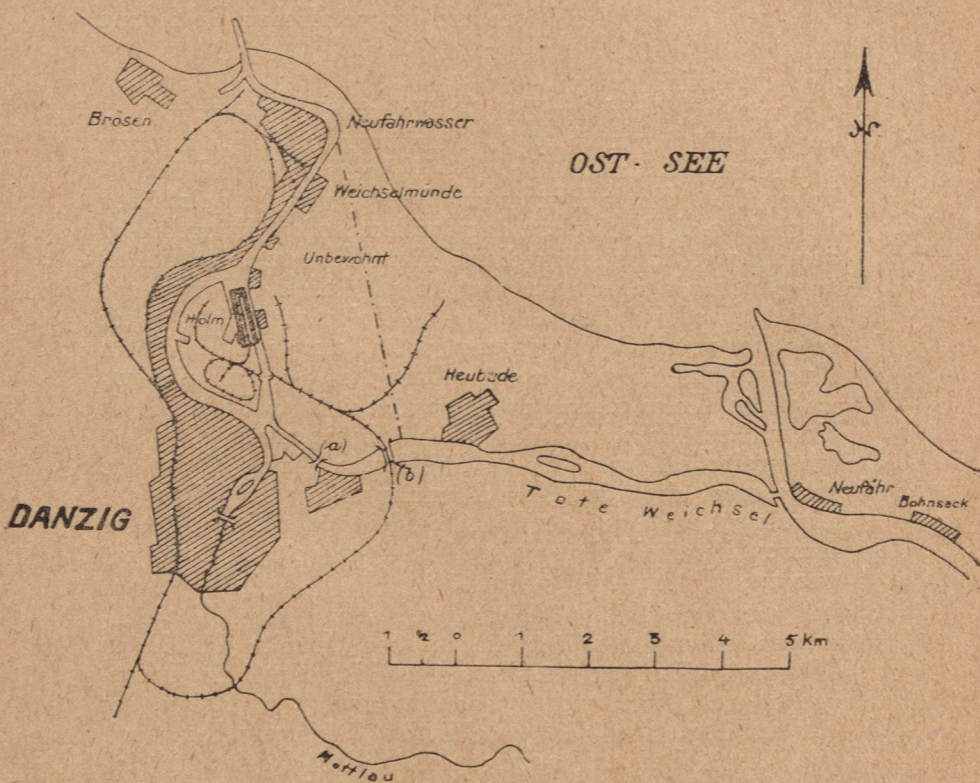 Brösen
Neufahrwasser
N
OST-SEE
Weichselmünde
Unbewohnt
Holm
Heubude
(a)
(b)
Tote Weichsel
Neufähr
Bohnsack
DANZIG
1 ½ 0 1 2 3 4 5 Km
Mottlau